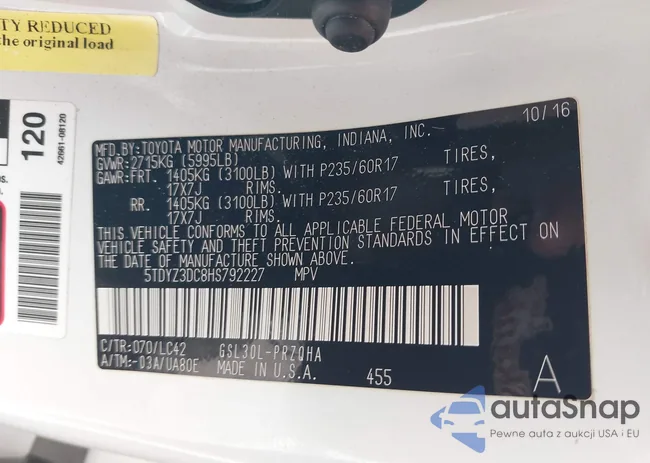 TY REDUCED
the original load
120
42661-08120
s.
10/16
MFD.BY:TOYOTA MOTOR MANUFACTURING, INDIANA, INC.
GVWR:2715KG (5995LB)
GAWR:FRT. 1405KG (3100LB) WITH P235/60R17 TIRES,
17X7J RIMS.
RR. 1405KG (3100LB) WITH P235/60R17 TIRES,
17X7J RIMS.
THIS VEHICLE CONFORMS TO ALL APPLICABLE FEDERAL MOTOR
VEHICLE SAFETY AND THEFT PREVENTION STANDARDS IN EFFECT ON
THE DATE OF MANUFACTURE SHOWN ABOVE.
5TDYZ3DC8HS792227 MPV
C/TR:070/LC42 GSL30L-PRZQHA
A/TM:-03A/UA80E MADE IN U.S.A. 455 A
autaSnap
Pewne auta z aukcji USA i EU